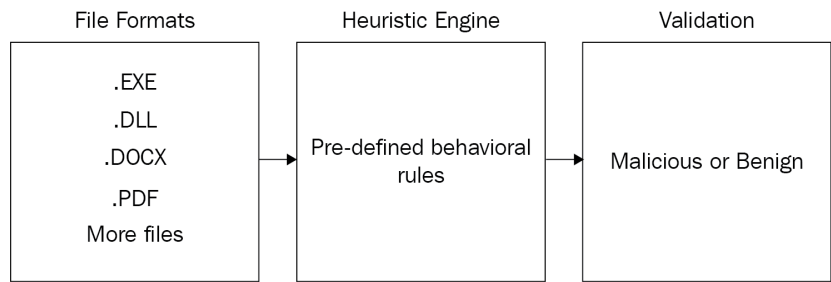 File Formats
Heuristic Engine
Validation
.EXE
.DLL
.DOCX
.PDF
More files
Pre-defined behavioral
rules
Malicious or Benign